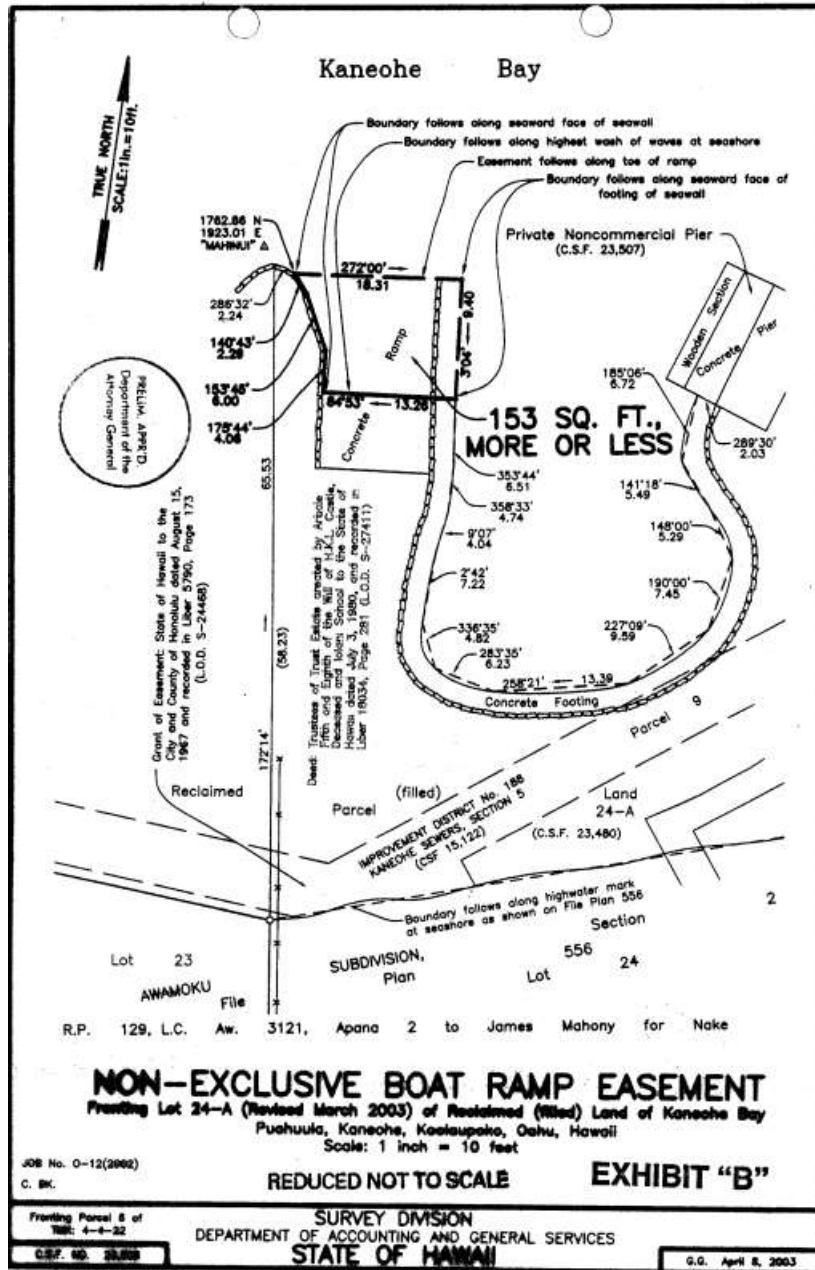 Kaneohe Bay
TRUE NORTH
SCALE:1in.=10ft.
Boundary follows along seaward face of seawall
Boundary follows along highest wash of waves at seashore
Easement follows along toe of ramp
Boundary follows along seaward face of
footing of seawall
1762.86 N
1923.01 E
"MAHINUI" △
Private Noncommercial Pier
(C.S.F. 23,507)
272°00'
18.31
286°32'
2.24
140°43'
2.29
153°45'
6.00
175°44'
4.06
Ramp
3°04'
9.40
84°53' 13.26
Concrete
Wooden Section
Concrete Pier
185°06'
6.72
153 SQ. FT.,
MORE OR LESS
289°30'
2.03
PRELIM. APPR'D.
Department of the
Attorney General
353°44'
6.51
358°33'
4.74
9°07'
4.04
2°42'
7.22
336°35'
4.82
283°35'
6.23
258°21' 13.39
141°18'
5.49
148°00'
5.29
190°00'
7.45
227°09'
9.59
Concrete Footing
65.53
(58.23)
172°14'
Grant of Easement: State of Hawaii to the
City and County of Honolulu dated August 15,
1967 and recorded in Liber 5790, Page 173
(L.O.D. S-24468)
Deed: Trustees of Trust Estate created by Article
Fifth and Eighth of the Will of H.K.L. Castle,
Deceased and Iolani School to the State of
Hawaii dated July 3, 1980, and recorded in
Liber 18034, Page 281 (L.O.D. S-27411)
Parcel 9
Reclaimed
Parcel
(filled)
Land
24-A
(C.S.F. 23,480)
IMPROVEMENT DISTRICT No. 188
KANEOHE SEWERS, SECTION 5
(CSF 15,122)
Boundary follows along highwater mark
at seashore as shown on File Plan 556
2
Section
Lot 23
SUBDIVISION,
Plan
556
Lot 24
AWAMOKU
File
R.P. 129, L.C. Aw. 3121, Apana 2 to James Mahony for Nake
NON-EXCLUSIVE BOAT RAMP EASEMENT
Fronting Lot 24-A (Revised March 2003) of Reclaimed (filled) Land of Kaneohe Bay
Puahuula, Kaneohe, Koolaupoko, Oahu, Hawaii
Scale: 1 inch = 10 feet
JOB No. O-12(2002)
C. BK.
REDUCED NOT TO SCALE
EXHIBIT “B”
Fronting Parcel 6 of
TMK: 4-4-22
C.S.F. NO.
SURVEY DIVISION
DEPARTMENT OF ACCOUNTING AND GENERAL SERVICES
STATE OF HAWAII
G.G. April 8, 2003